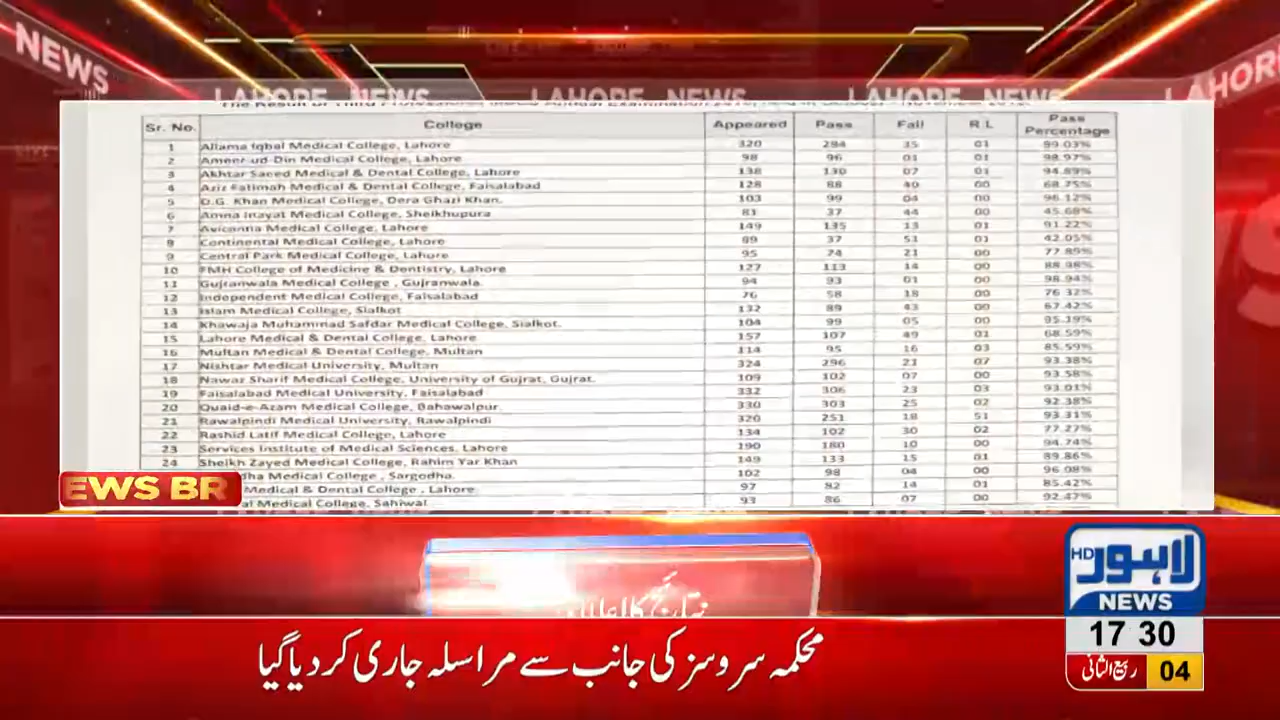 NEWS
LAHORE NEWS LAHORE NEWS LAHORE NEWS
LAHORE
Sr. No. College Appeared Pass Fail R L Pass Percentage
1 Allama Iqbal Medical College, Lahore 320 284 35 01
2 Ameer-ud-Din Medical College, Lahore 98 96 01 01 98.97%
3 Akhtar Saeed Medical & Dental College, Lahore 138 130 07 01 94.89%
4 Aziz Fatimah Medical & Dental College, Faisalabad 128 88 40 00 68.75%
5 D.G. Khan Medical College, Dera Ghazi Khan. 103 99 04 00 96.12%
6 Amna Inayat Medical College, Sheikhupura 81 37 44 00 45.68%
7 Avicenna Medical College, Lahore 149 135 13 01 91.22%
8 Continental Medical College, Lahore 89 37 51 01 42.05%
9 Central Park Medical College, Lahore 95 74 21 00 77.89%
10 FMH College of Medicine & Dentistry, Lahore 127 113 14 00 88.98%
11 Gujranwala Medical College , Gujranwala. 94 93 01 00 98.94%
12 Independent Medical College, Faisalabad 76 58 18 00 76.32%
13 Islam Medical College, Sialkot 132 89 43 00 67.42%
14 Khawaja Muhammad Safdar Medical College, Sialkot. 104 99 05 00 95.19%
15 Lahore Medical & Dental College, Lahore 157 107 49 01 68.59%
16 Multan Medical & Dental College, Multan 114 95 16 03 85.59%
17 Nishtar Medical University, Multan 324 296 21 07 93.38%
18 Nawaz Sharif Medical College, University of Gujrat, Gujrat. 109 102 07 00 93.58%
19 Faisalabad Medical University, Faisalabad 332 306 23 03 93.01%
20 Quaid-e-Azam Medical College, Bahawalpur. 330 303 25 02 92.38%
21 Rawalpindi Medical University, Rawalpindi 320 251 18 51 93.31%
22 Rashid Latif Medical College, Lahore 134 102 30 02 77.27%
23 Services Institute of Medical Sciences, Lahore 190 180 10 00 94.74%
24 Sheikh Zayed Medical College, Rahim Yar Khan 149 133 15 01 89.86%
dha Medical College , Sargodha. 102 98 04 00 96.08%
Medical & Dental College , Lahore 97 82 14 01 85.42%
al Medical College, Sahiwal 93 86 07 00 92.47%
EWS BR
محکمہ سروسز کی جانب سے مراسلہ جاری کر دیا گیا
HD لاہور
NEWS
17 30
ربیع الثانی 04